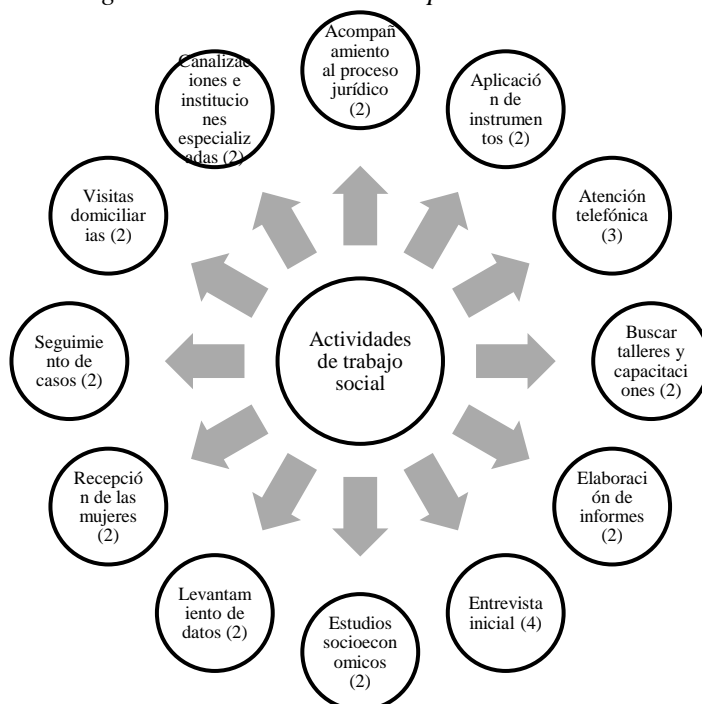 Acompañ
amiento
al proceso
jurídico
(2)
Aplicació
n de
instrumen
tos (2)
Atención
telefónica
(3)
Buscar
talleres y
capacitaci
ones (2)
Elaboraci
ón de
informes
(2)
Entrevista
inicial (4)
Estudios
socioecon
omicos
(2)
Levantam
iento de
datos (2)
Recepció
n de las
mujeres
(2)
Seguimie
nto de
casos (2)
Visitas
domiciliar
ias (2)
Canalizac
iones e
institucio
nes
especializ
adas (2)
Actividades
de trabajo
social